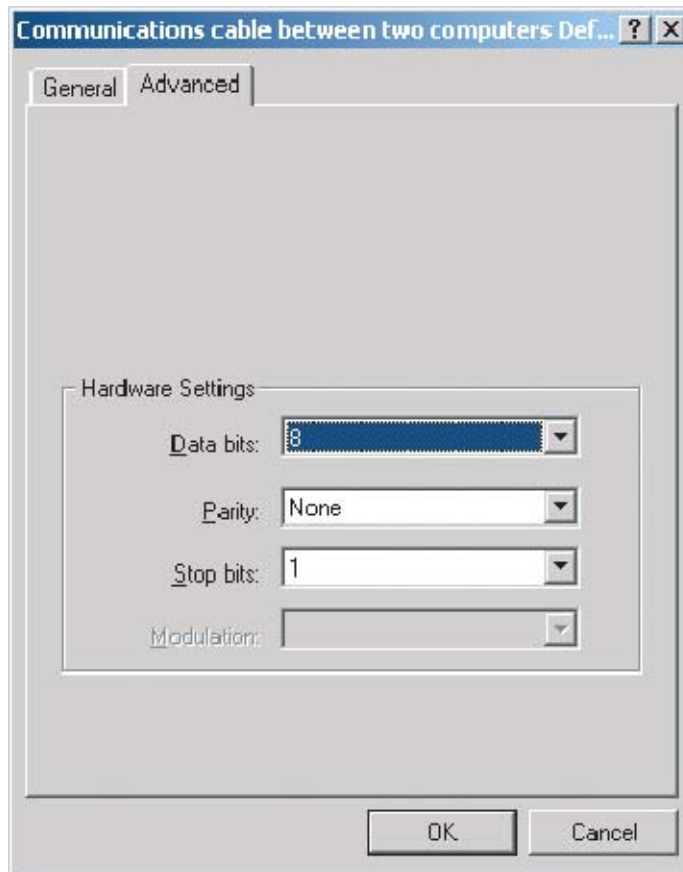 Communications cable between two computers Def... ? X
General Advanced
Hardware Settings
Data bits: 8
Parity: None
Stop bits: 1
Modulation:
OK Cancel